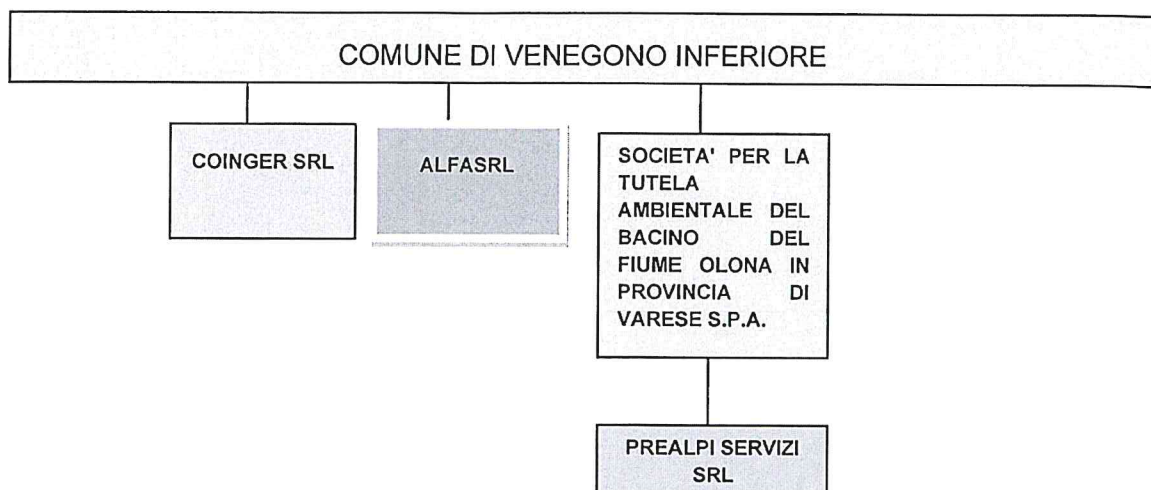 COMUNE DI VENEGONO INFERIORE
COINGER SRL
ALFASRL
SOCIETA' PER LA
TUTELA
AMBIENTALE DEL
BACINO DEL
FIUME OLONA IN
PROVINCIA DI
VARESE S.P.A.
PREALPI SERVIZI
SRL